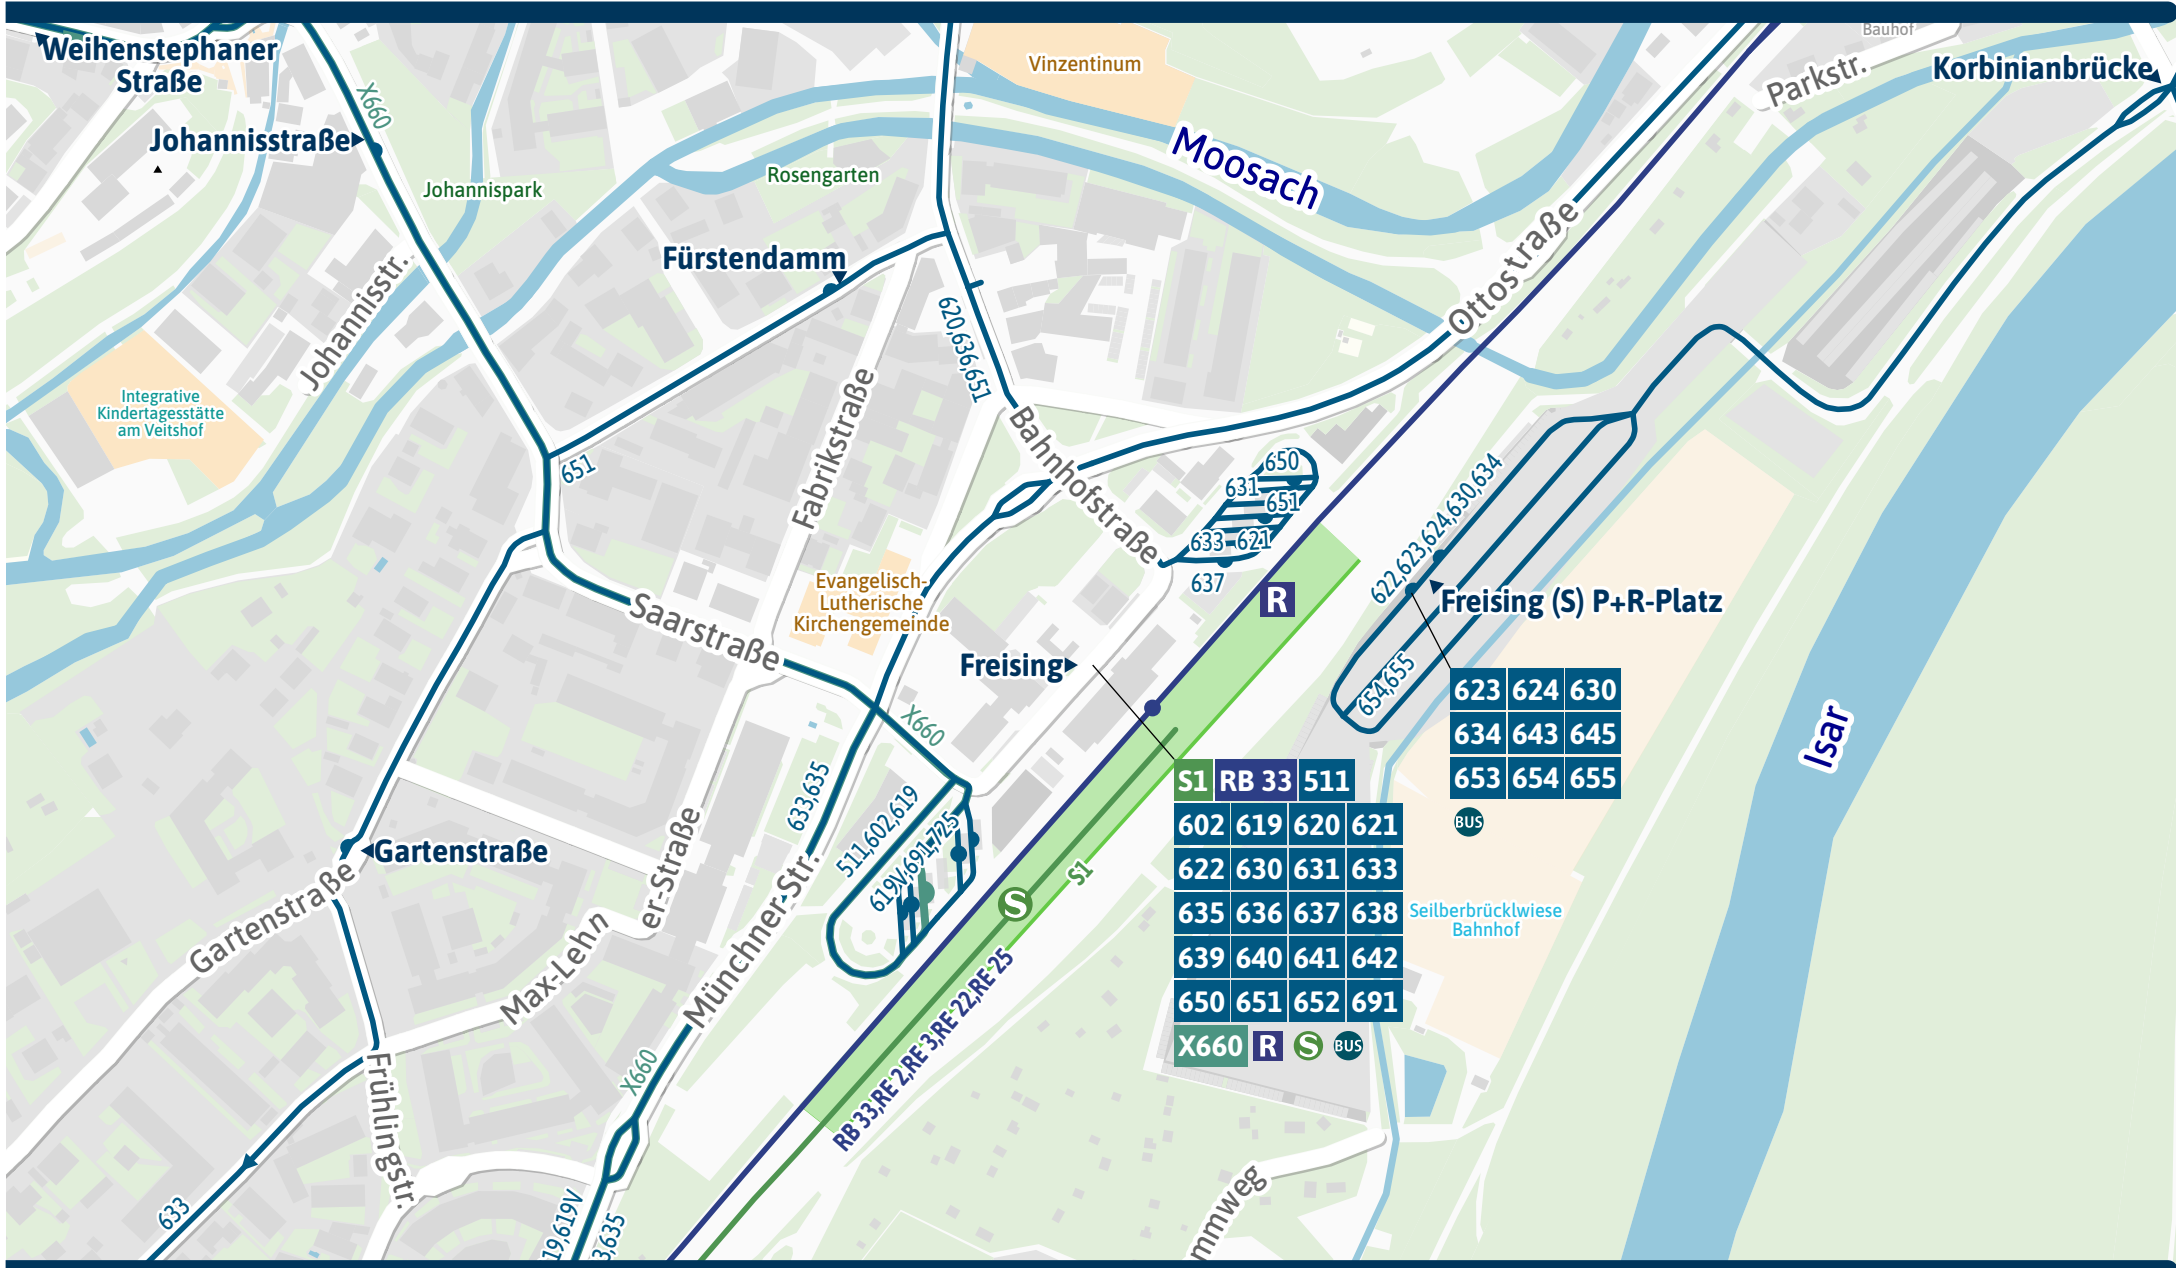 Weihenstephaner
Straße
X660
Johannisstraße
Johannispark
Johannisstr.
Rosengarten
Vinzentinum
Moosach
Bauhof
Parkstr.
Korbinianbrücke
Fürstendamm
620,636,651
Ottostraße
Integrative
Kindertagesstätte
am Veitshof
651
Fabrikstraße
Bahnhofstraße
650
631
651
633
621
637
R
622,623,624,630,634
Freising (S) P+R-Platz
654,655
623 624 630
634 643 645
653 654 655
BUS
Evangelisch-
Lutherische
Kirchengemeinde
Saarstraße
Freising
X660
Isar
633,635
511,602,619
619V,691,725
S
S1
S1 RB 33 511
602 619 620 621
622 630 631 633
635 636 637 638
639 640 641 642
650 651 652 691
X660 R S BUS
Seilerbrücklwiese
Bahnhof
Gartenstraße
Gartenstraße
er-Straße
Max-Lehn
Münchner-Str.
RB 33,RE 2,RE 3,RE 22,RE 25
X660
Frühlingstr.
633
19,619V
3,635
mmweg